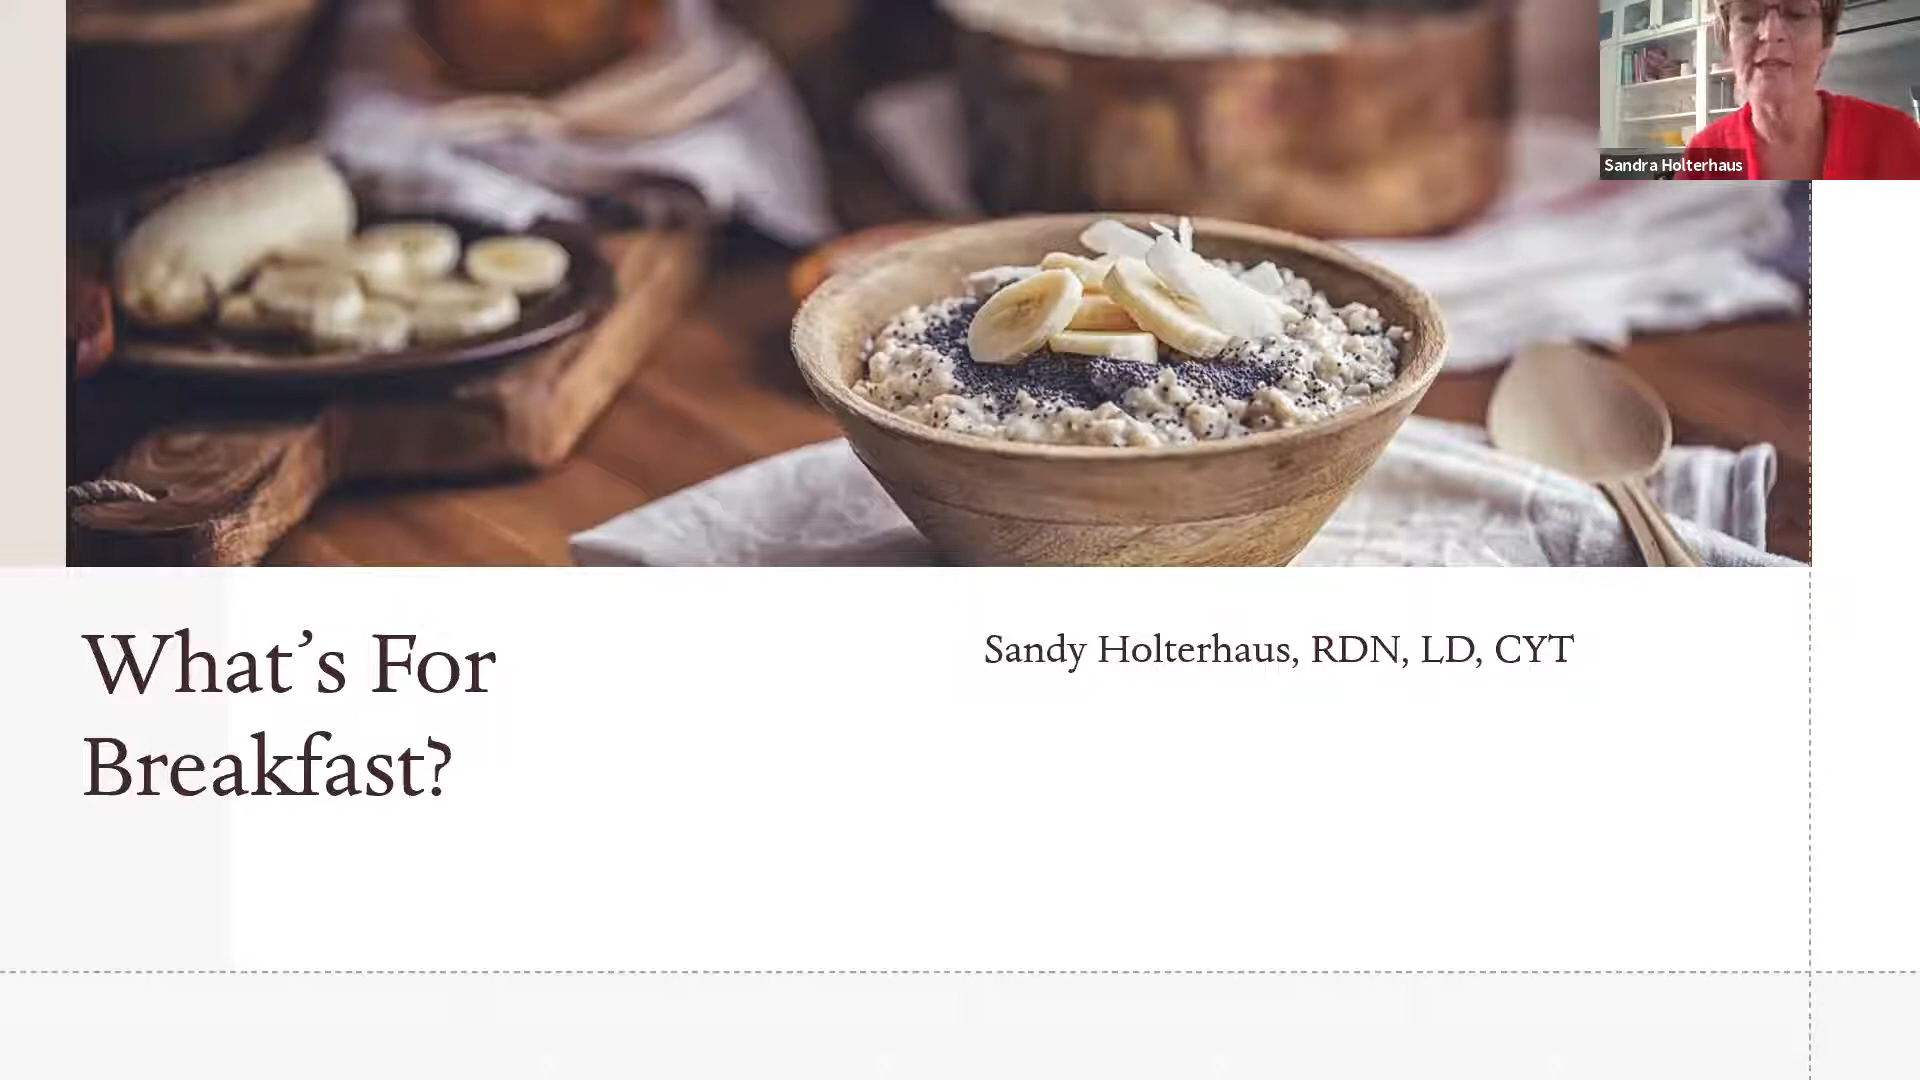 Sandra Holterhaus
What's For
Breakfast?
Sandy Holterhaus, RDN, LD, CYT